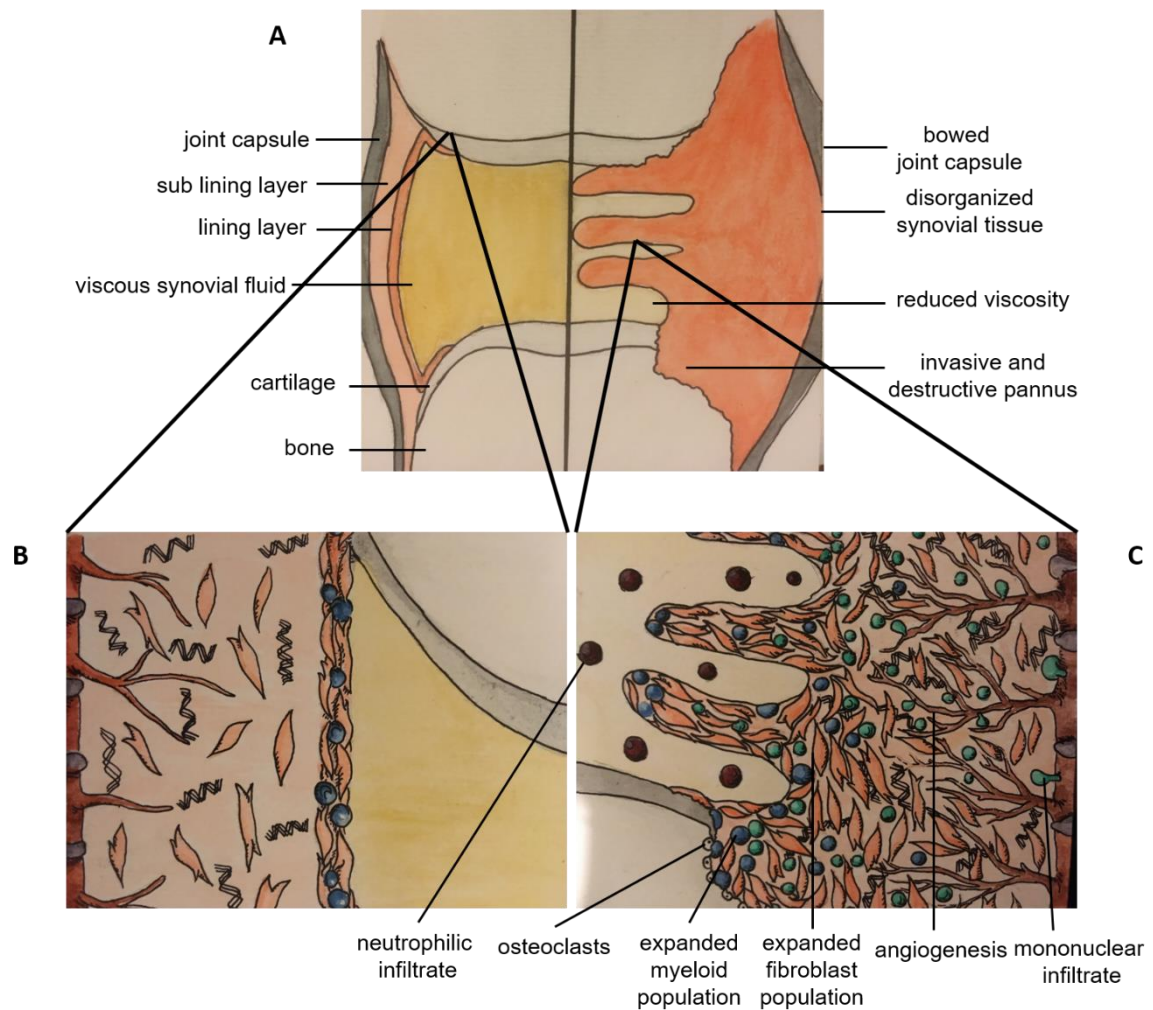 A
joint capsule
sub lining layer
lining layer
viscous synovial fluid
cartilage
bone
bowed
joint capsule
disorganized
synovial tissue
reduced viscosity
invasive and
destructive pannus
B
C
neutrophilic
infiltrate
osteoclasts
expanded
myeloid
population
expanded
fibroblast
population
angiogenesis
mononuclear
infiltrate